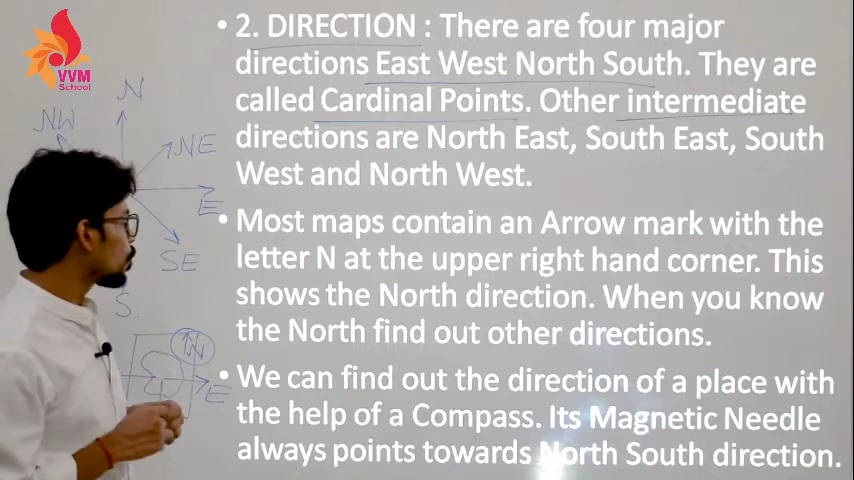 VVM
School
• 2. DIRECTION : There are four major
directions East West North South. They are
called Cardinal Points. Other intermediate
directions are North East, South East, South
West and North West.
• Most maps contain an Arrow mark with the
letter N at the upper right hand corner. This
shows the North direction. When you know
the North find out other directions.
• We can find out the direction of a place with
the help of a Compass. Its Magnetic Needle
always points towards North South direction.
N
NW
NE
E
SE
S
N
E